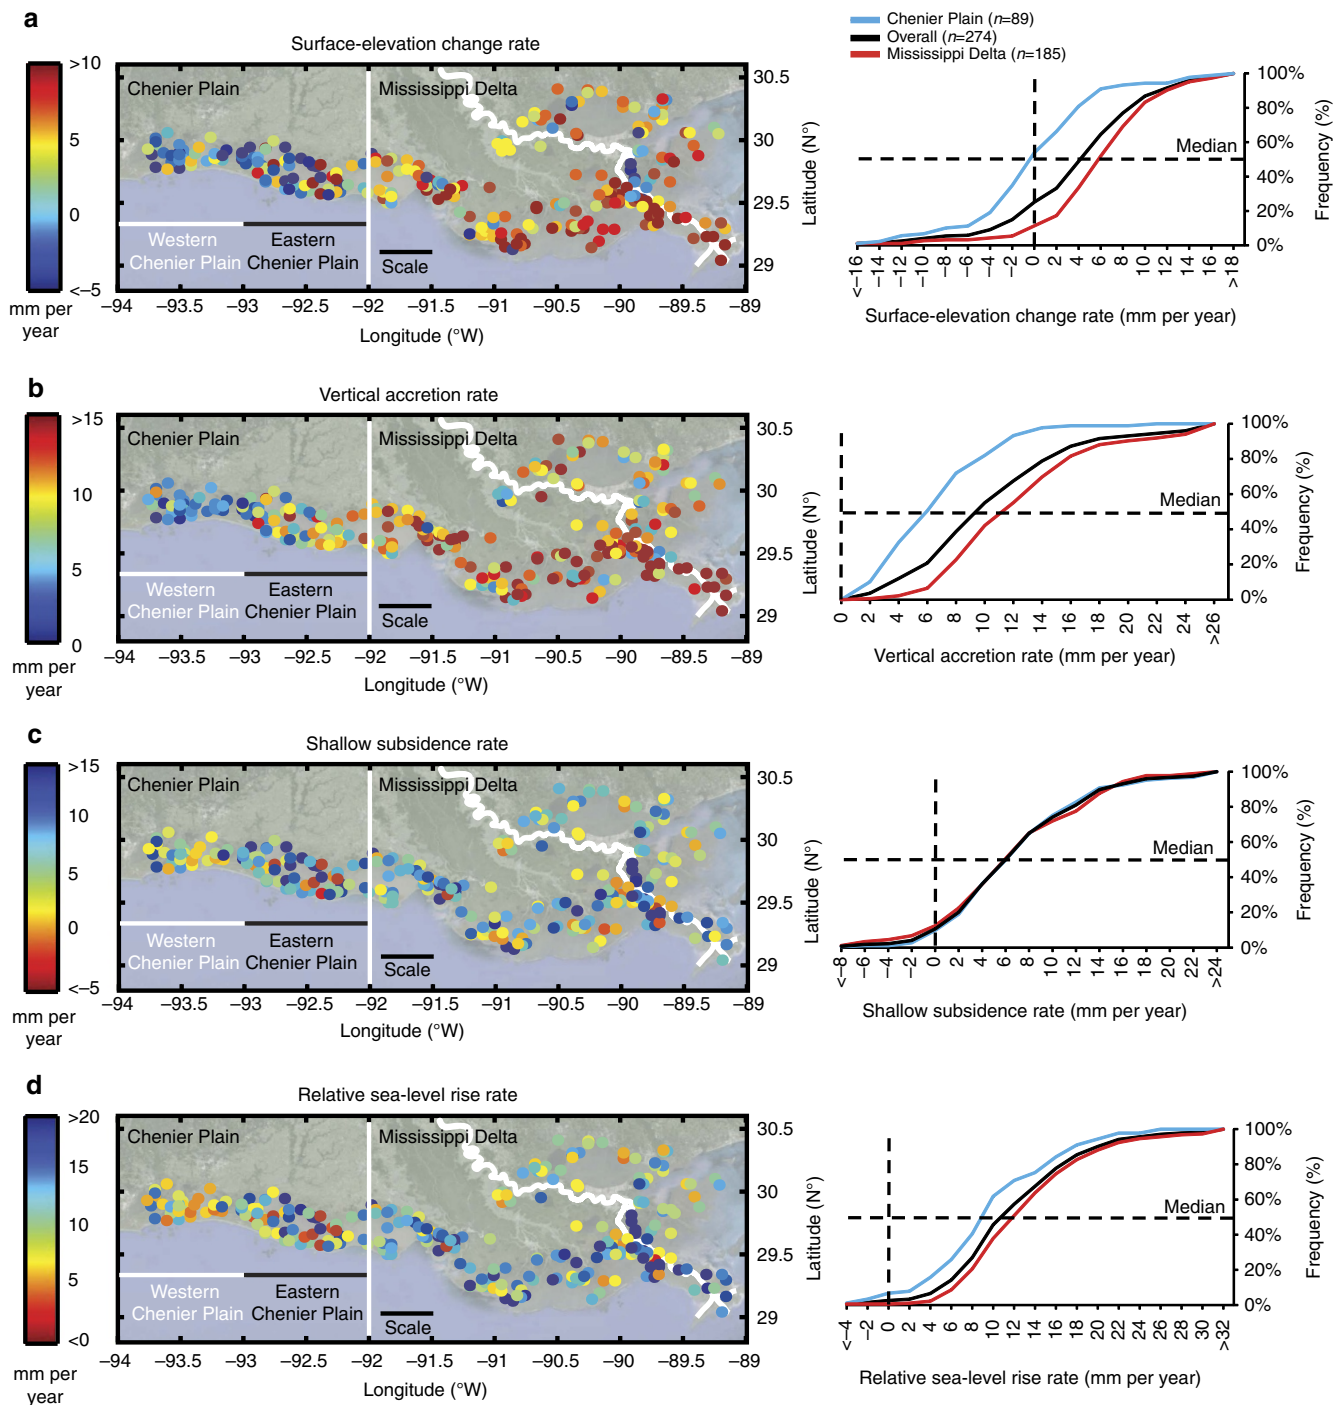 a
Surface-elevation change rate
>10
5
0
<–5
mm per
year
Chenier Plain
Mississippi Delta
Western
Chenier Plain
Eastern
Chenier Plain
Scale
30.5
30
29.5
29
Latitude (N°)
–94 –93.5 –93 –92.5 –92 –91.5 –91 –90.5 –90 –89.5 –89
Longitude (°W)
Chenier Plain (n=89)
Overall (n=274)
Mississippi Delta (n=185)
Median
100%
80%
60%
40%
20%
0%
Frequency (%)
<–16 –14 –12 –10 –8 –6 –4 –2 0 2 4 6 8 10 12 14 16 >18
Surface-elevation change rate (mm per year)
b
Vertical accretion rate
>15
10
5
0
mm per
year
Chenier Plain
Mississippi Delta
Western
Chenier Plain
Eastern
Chenier Plain
Scale
30.5
30
29.5
29
Latitude (N°)
–94 –93.5 –93 –92.5 –92 –91.5 –91 –90.5 –90 –89.5 –89
Longitude (°W)
Median
100%
80%
60%
40%
20%
0%
Frequency (%)
0 2 4 6 8 10 12 14 16 18 20 22 24 >26
Vertical accretion rate (mm per year)
c
Shallow subsidence rate
>15
10
5
0
<–5
mm per
year
Chenier Plain
Mississippi Delta
Western
Chenier Plain
Eastern
Chenier Plain
Scale
30.5
30
29.5
29
Latitude (N°)
–94 –93.5 –93 –92.5 –92 –91.5 –91 –90.5 –90 –89.5 –89
Longitude (°W)
Median
100%
80%
60%
40%
20%
0%
Frequency (%)
<–8 –6 –4 –2 0 2 4 6 8 10 12 14 16 18 20 22 >24
Shallow subsidence rate (mm per year)
d
Relative sea-level rise rate
>20
15
10
5
<0
mm per
year
Chenier Plain
Mississippi Delta
Western
Chenier Plain
Eastern
Chenier Plain
Scale
30.5
30
29.5
29
Latitude (N°)
–94 –93.5 –93 –92.5 –92 –91.5 –91 –90.5 –90 –89.5 –89
Longitude (°W)
Median
100%
80%
60%
40%
20%
0%
Frequency (%)
<–4 –2 0 2 4 6 8 10 12 14 16 18 20 22 24 26 28 30 >32
Relative sea-level rise rate (mm per year)